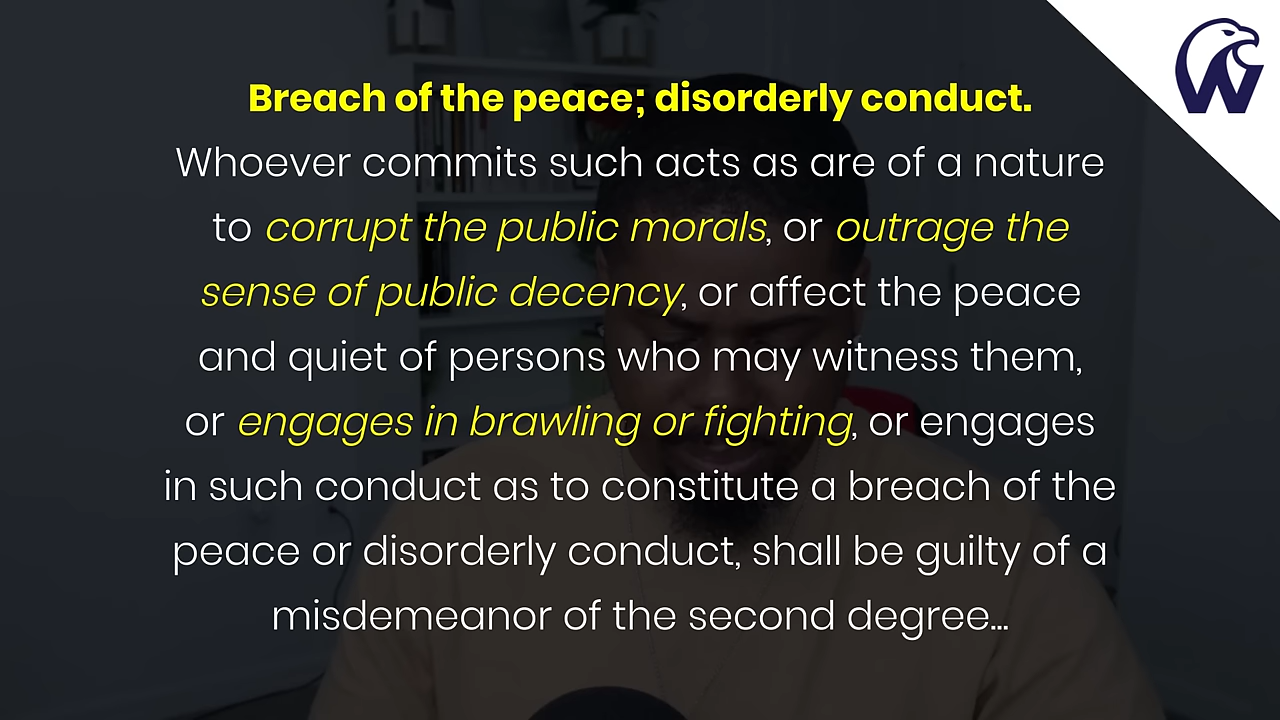 Breach of the peace; disorderly conduct.
Whoever commits such acts as are of a nature
to corrupt the public morals, or outrage the
sense of public decency, or affect the peace
and quiet of persons who may witness them,
or engages in brawling or fighting, or engages
in such conduct as to constitute a breach of the
peace or disorderly conduct, shall be guilty of a
misdemeanor of the second degree...